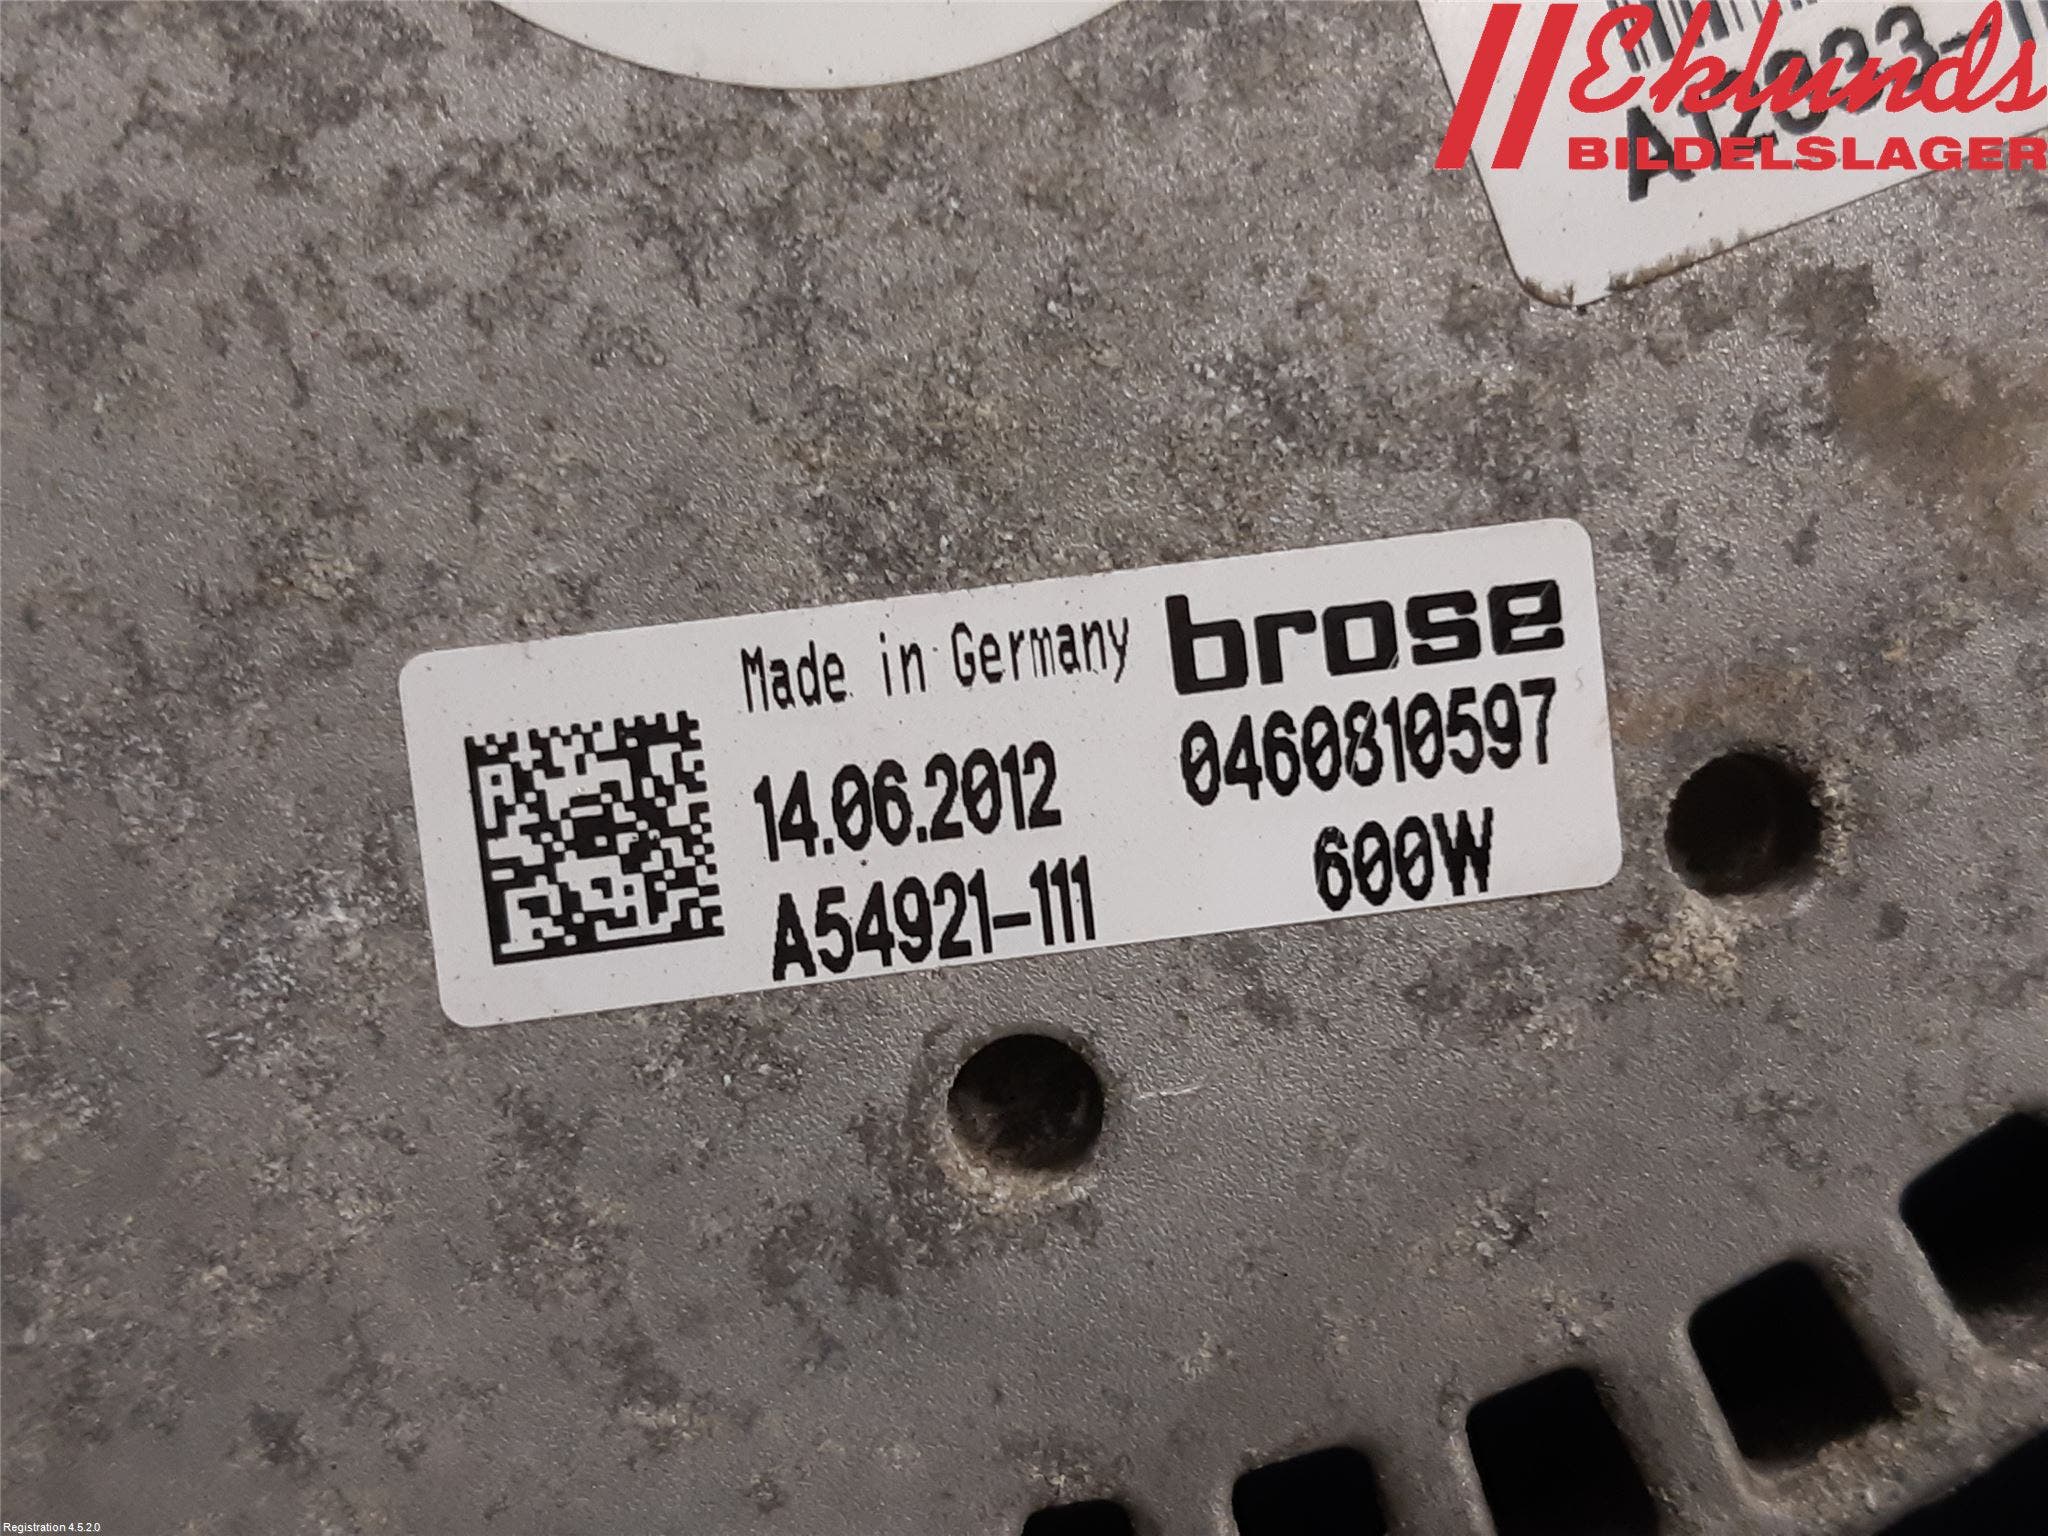 Eklunds
BILDELSLAGER
Made in Germany
brose
14.06.2012
0460810597
A54921-111
600W
Registration 4.5.2.0